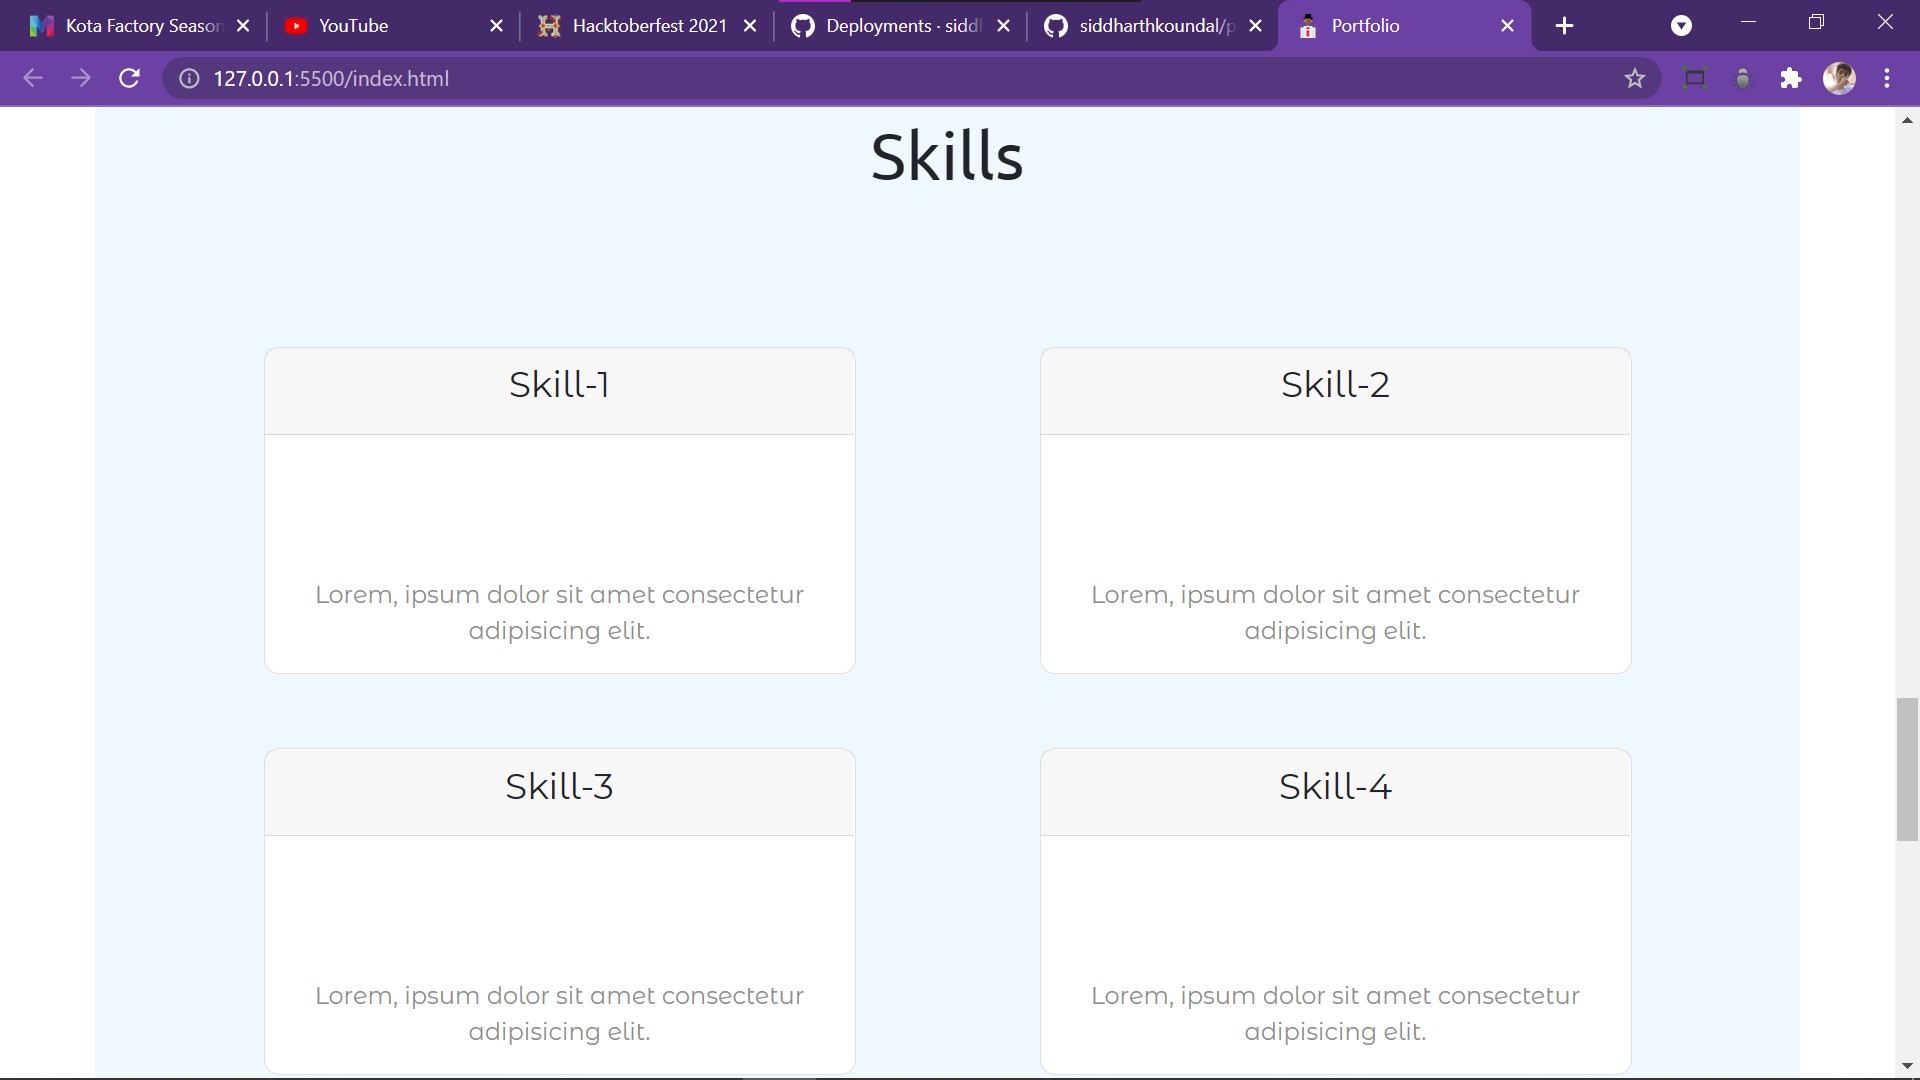 Kota Factory Season
YouTube
Hacktoberfest 2021
Deployments · sidd
siddharthkoundal/p
Portfolio
127.0.0.1:5500/index.html
Skills
Skill-1
Skill-2
Lorem, ipsum dolor sit amet consectetur
adipisicing elit.
Lorem, ipsum dolor sit amet consectetur
adipisicing elit.
Skill-3
Skill-4
Lorem, ipsum dolor sit amet consectetur
adipisicing elit.
Lorem, ipsum dolor sit amet consectetur
adipisicing elit.